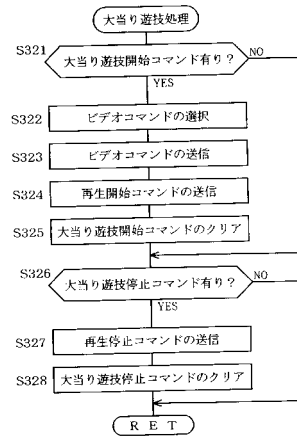 大当り遊技処理
S321
大当り遊技開始コマンド有り？
NO
YES
S322
ビデオコマンドの選択
S323
ビデオコマンドの送信
S324
再生開始コマンドの送信
S325
大当り遊技開始コマンドのクリア
S326
大当り遊技停止コマンド有り？
NO
YES
S327
再生停止コマンドの送信
S328
大当り遊技停止コマンドのクリア
RET